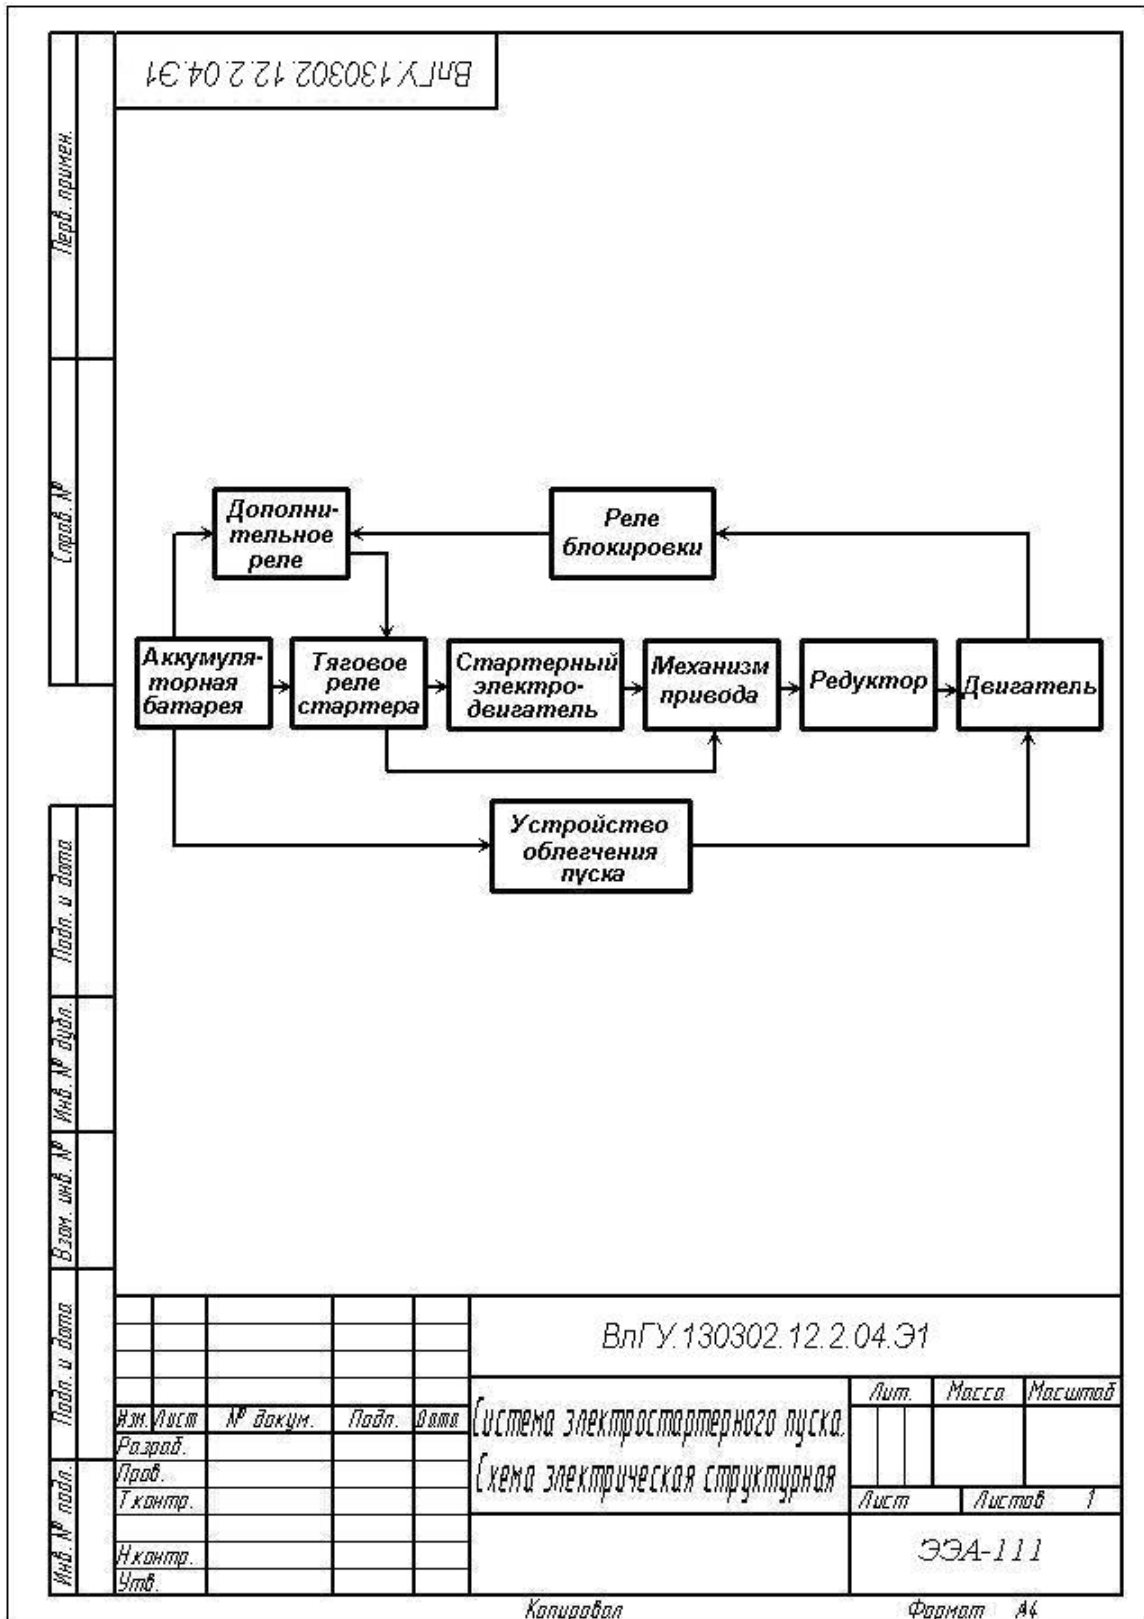 ВлГУ.130302.12.2.04.Э1
Перв. примен.
Справ. №
Дополни-
тельное
реле
Реле
блокировки
Аккумуля-
торная
батарея
Тяговое
реле
стартера
Стартерный
электро-
двигатель
Механизм
привода
Редуктор
Двигатель
Устройство
облегчения
пуска
Подп. и дата
Инв. № дубл.
Взам. инв. №
Подп. и дата
Инв. № подл.
ВлГУ.130302.12.2.04.Э1
Изм. Лист № докум. Подп. Дата
Разраб.
Пров.
Т.контр.
Н.контр.
Утв.
Система электростартерного пуска.
Схема электрическая структурная
Лит. Масса Масштаб
Лист Листов 1
ЭЭА-111
Копировал Формат А4